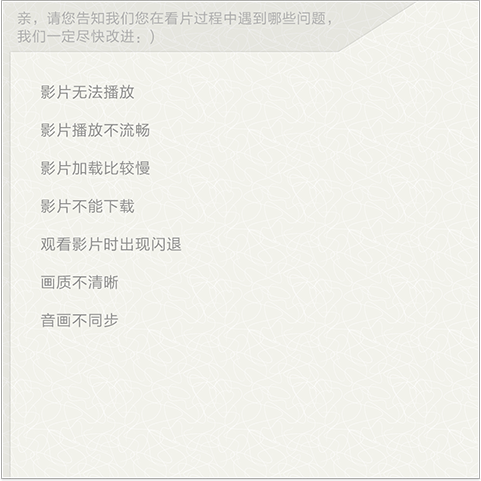 亲，请您告知我们您在看片过程中遇到哪些问题，
我们一定尽快改进：)
影片无法播放
影片播放不流畅
影片加载比较慢
影片不能下载
观看影片时出现闪退
画质不清晰
音画不同步